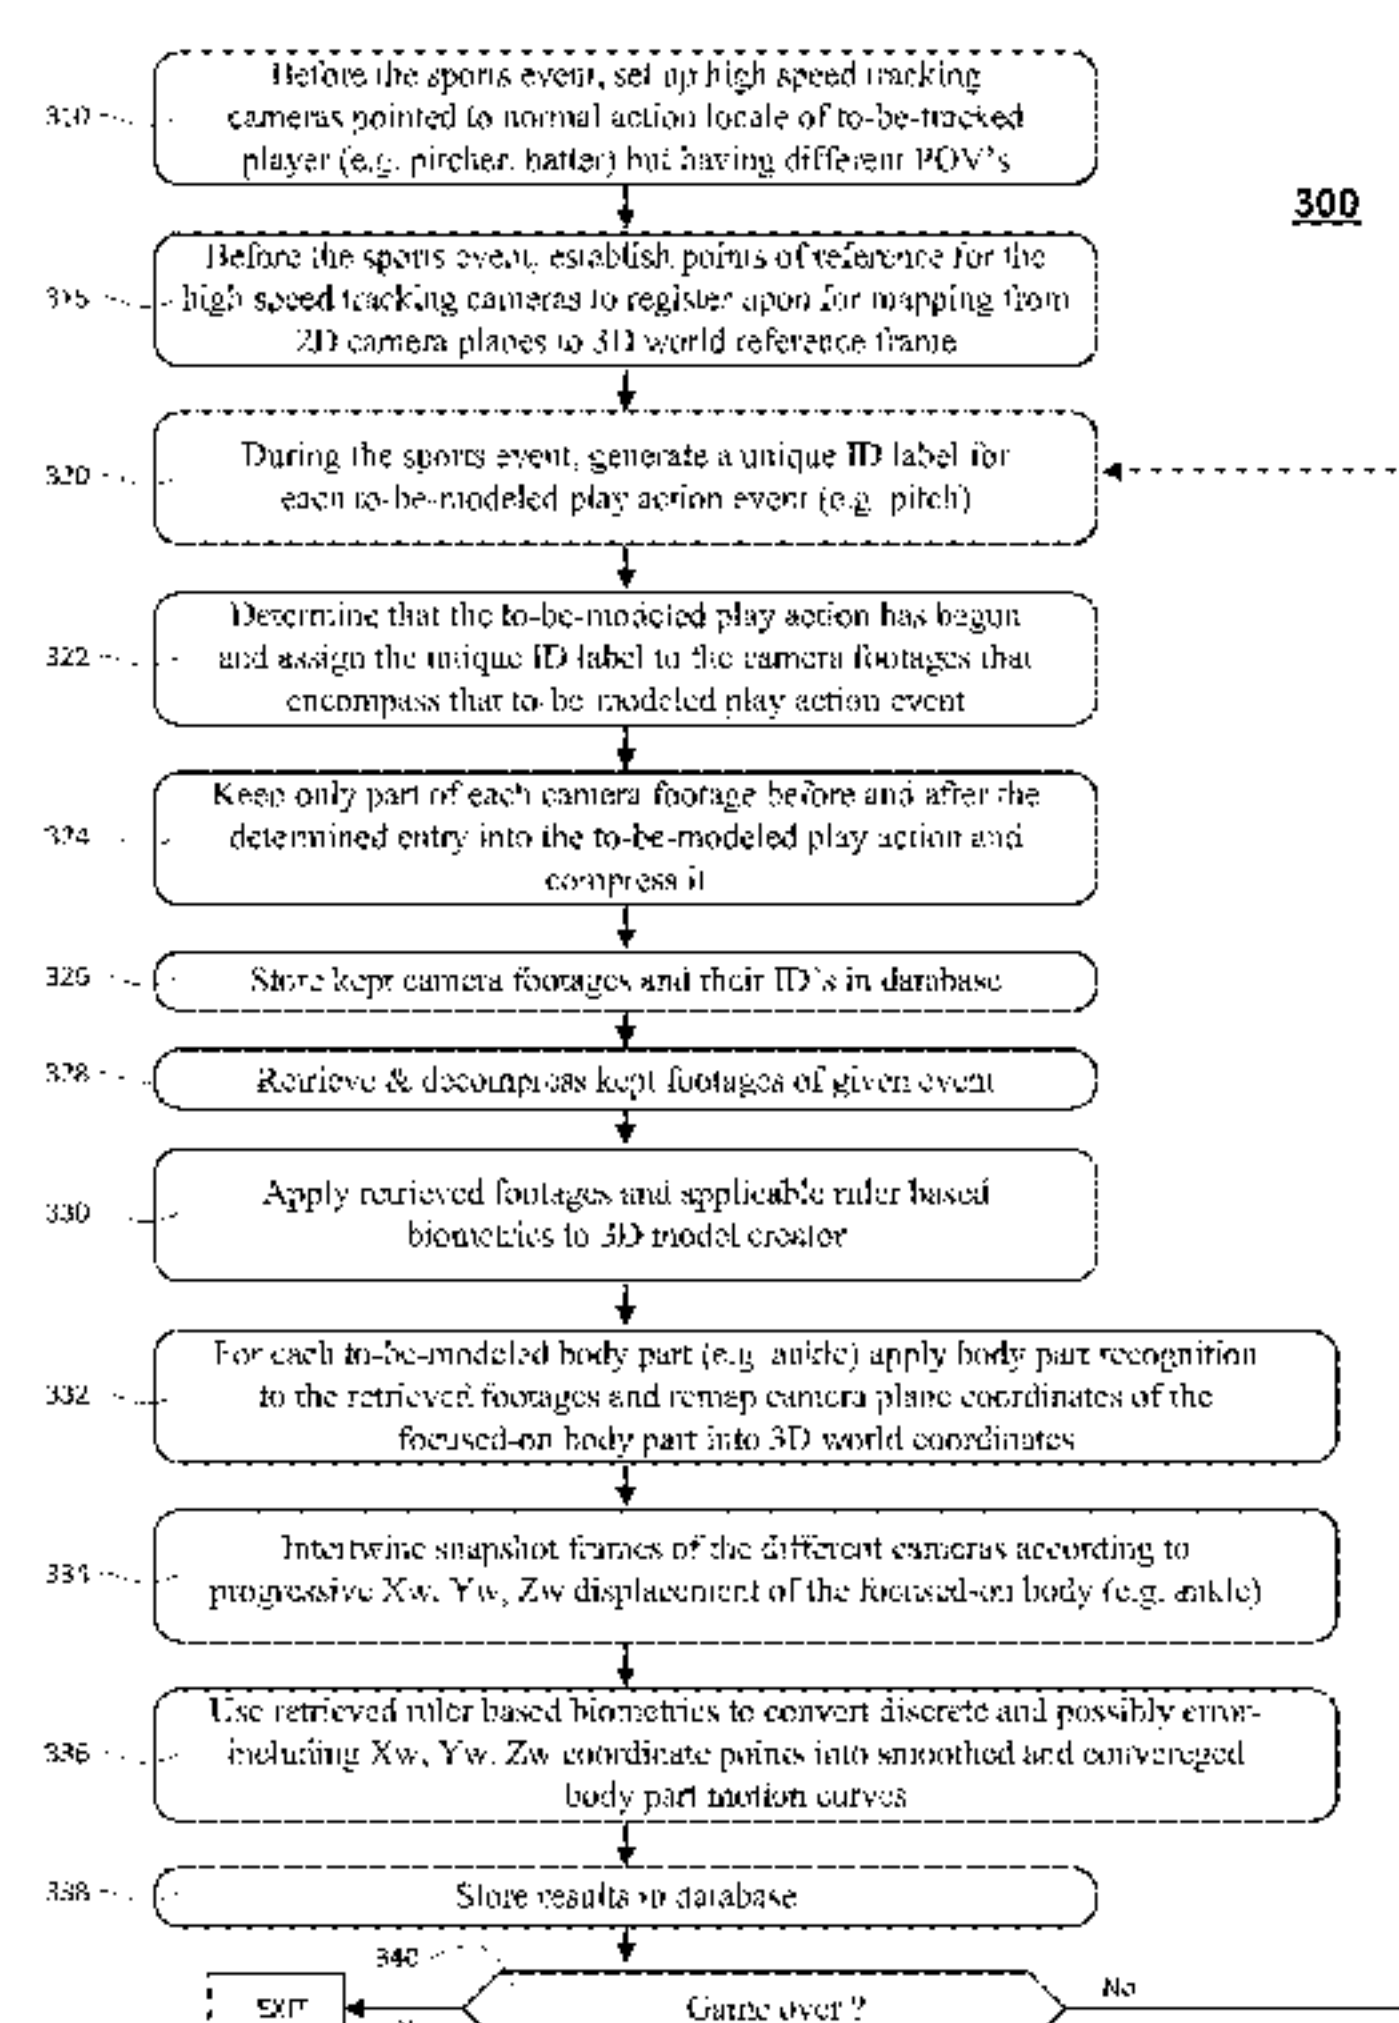 310
Before the sports event, set up high speed tracking
cameras pointed to normal action locale of to-be-tracked
player (e.g. pitcher, batter) but having different POV's
300
315
Before the sports event, establish points of reference for the
high speed tracking cameras to register upon for mapping from
2D camera planes to 3D world reference frame
320
During the sports event, generate a unique ID label for
each to-be-modeled play action event (e.g. pitch)
322
Determine that the to-be-modeled play action has begun
and assign the unique ID label to the camera footages that
encompass that to-be-modeled play action event
324
Keep only part of each camera footage before and after the
determined entry into the to-be-modeled play action and
compress it
326
Store kept camera footages and their ID's in database
328
Retrieve & decompress kept footages of given event
330
Apply retrieved footages and applicable ruler based
biometrics to 3D model creator
332
For each to-be-modeled body part (e.g. ankle) apply body part recognition
to the retrieved footages and remap camera plane coordinates of the
focused-on body part into 3D world coordinates
334
Intertwine snapshot frames of the different cameras according to
progressive Xw, Yw, Zw displacement of the focused-on body (e.g. ankle)
336
Use retrieved ruler based biometrics to convert discrete and possibly error-
including Xw, Yw, Zw coordinate points into smoothed and convereged
body part motion curves
338
Store results in database
340
Game over ?
No
EXIT